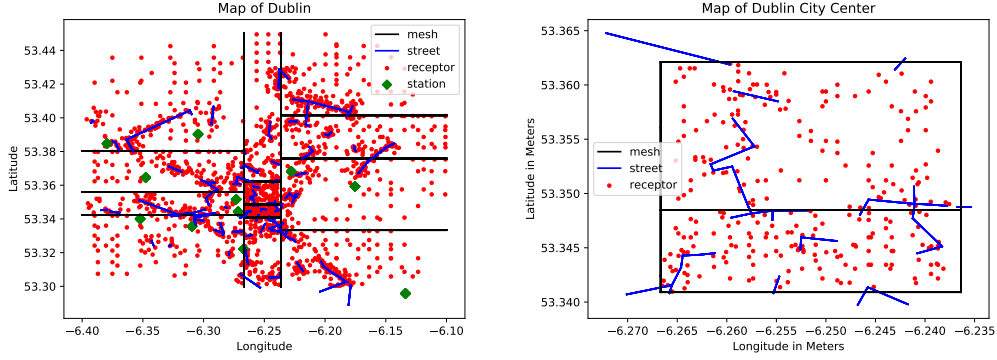 Map of Dublin
53.44
53.42
53.40
53.38
53.36
53.34
53.32
53.30
Latitude
mesh
street
receptor
station
−6.40
−6.35
−6.30
−6.25
−6.20
−6.15
−6.10
Longitude
Map of Dublin City Center
53.365
53.360
53.355
53.350
53.345
53.340
Latitude in Meters
mesh
street
receptor
−6.270
−6.265
−6.260
−6.255
−6.250
−6.245
−6.240
−6.235
Longitude in Meters